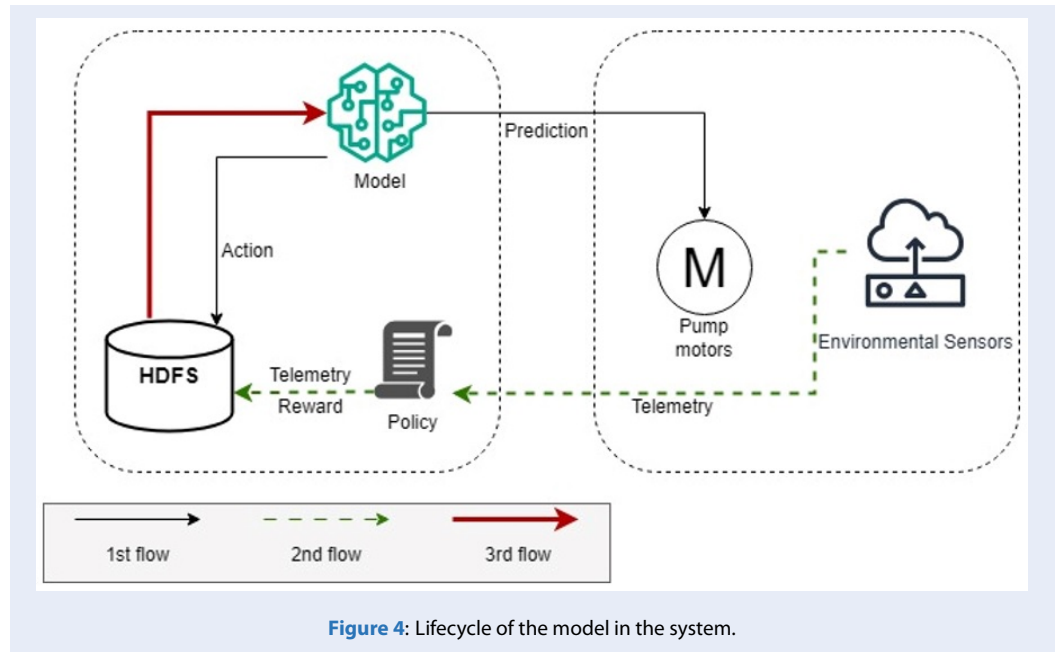 Prediction
Model
Action
M
Pump
motors
Environmental Sensors
HDFS
Telemetry
Reward
Policy
Telemetry
1st flow
2nd flow
3rd flow
Figure 4: Lifecycle of the model in the system.